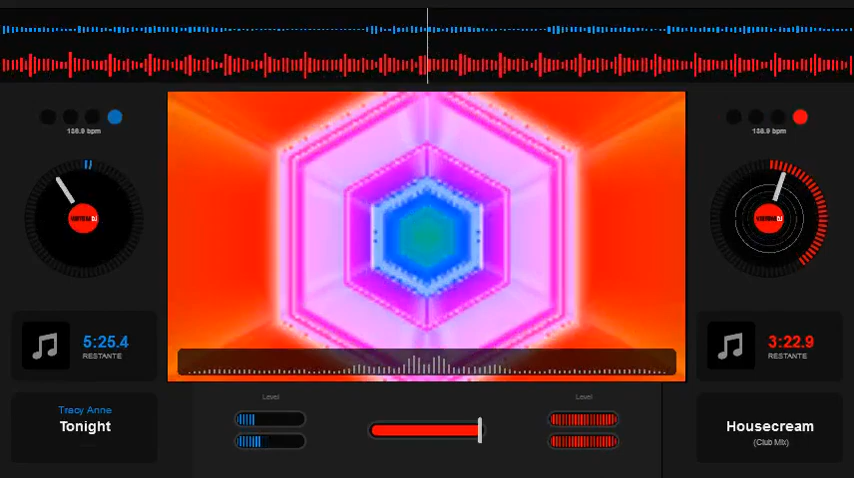 138.9 bpm
138.9 bpm
5:25.4
RESTANTE
3:22.9
RESTANTE
Tracy Anne
Tonight
Level
Level
Housecream
(Club Mix)